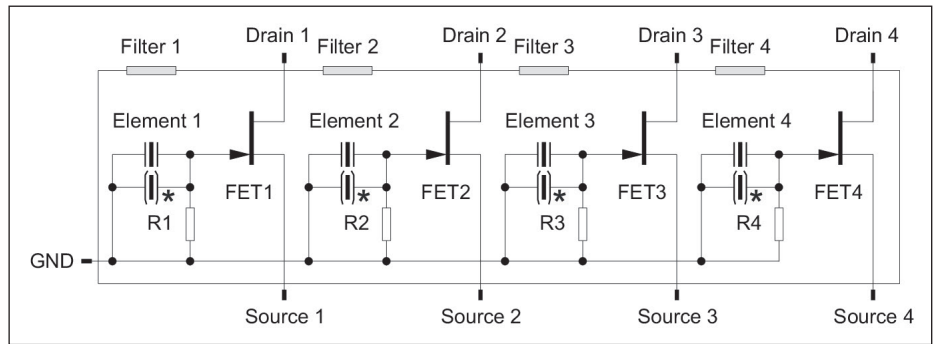 Filter 1 Drain 1 Filter 2 Drain 2 Filter 3 Drain 3 Filter 4 Drain 4
Element 1 Element 2 Element 3 Element 4
* * * *
R1 FET1 R2 FET2 R3 FET3 R4 FET4
GND
Source 1 Source 2 Source 3 Source 4